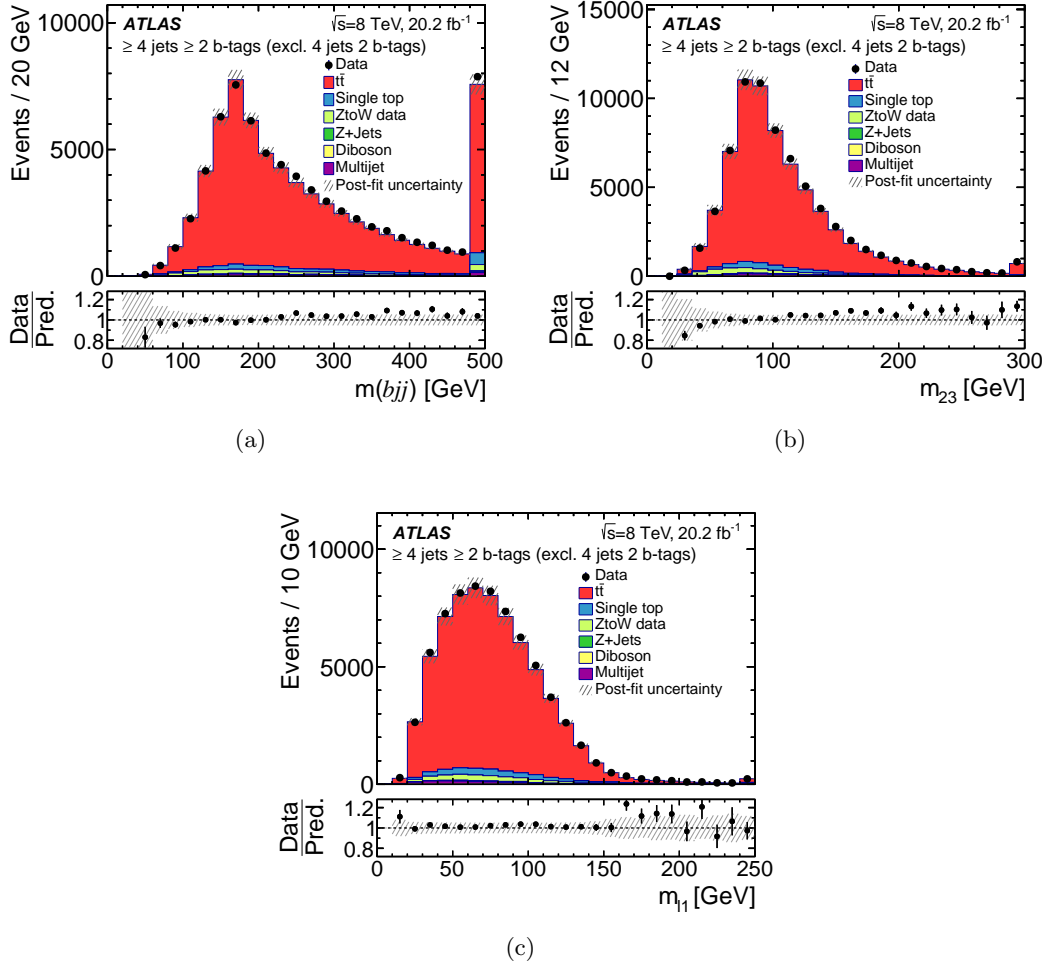 ATLAS
√s=8 TeV, 20.2 fb⁻¹
≥ 4 jets ≥ 2 b-tags (excl. 4 jets 2 b-tags)
Data
tt̄
Single top
ZtoW data
Z+Jets
Diboson
Multijet
Post-fit uncertainty
Events / 20 GeV
10000
5000
0
Data
Pred.
1.2
1
0.8
0 100 200 300 400 500
m(bjj) [GeV]
(a)
ATLAS
√s=8 TeV, 20.2 fb⁻¹
≥ 4 jets ≥ 2 b-tags (excl. 4 jets 2 b-tags)
Data
tt̄
Single top
ZtoW data
Z+Jets
Diboson
Multijet
Post-fit uncertainty
Events / 12 GeV
15000
10000
5000
0
Data
Pred.
1.2
1
0.8
0 100 200 300
m₂₃ [GeV]
(b)
ATLAS
√s=8 TeV, 20.2 fb⁻¹
≥ 4 jets ≥ 2 b-tags (excl. 4 jets 2 b-tags)
Data
tt̄
Single top
ZtoW data
Z+Jets
Diboson
Multijet
Post-fit uncertainty
Events / 10 GeV
10000
5000
0
Data
Pred.
1.2
1
0.8
0 50 100 150 200 250
m_l1 [GeV]
(c)